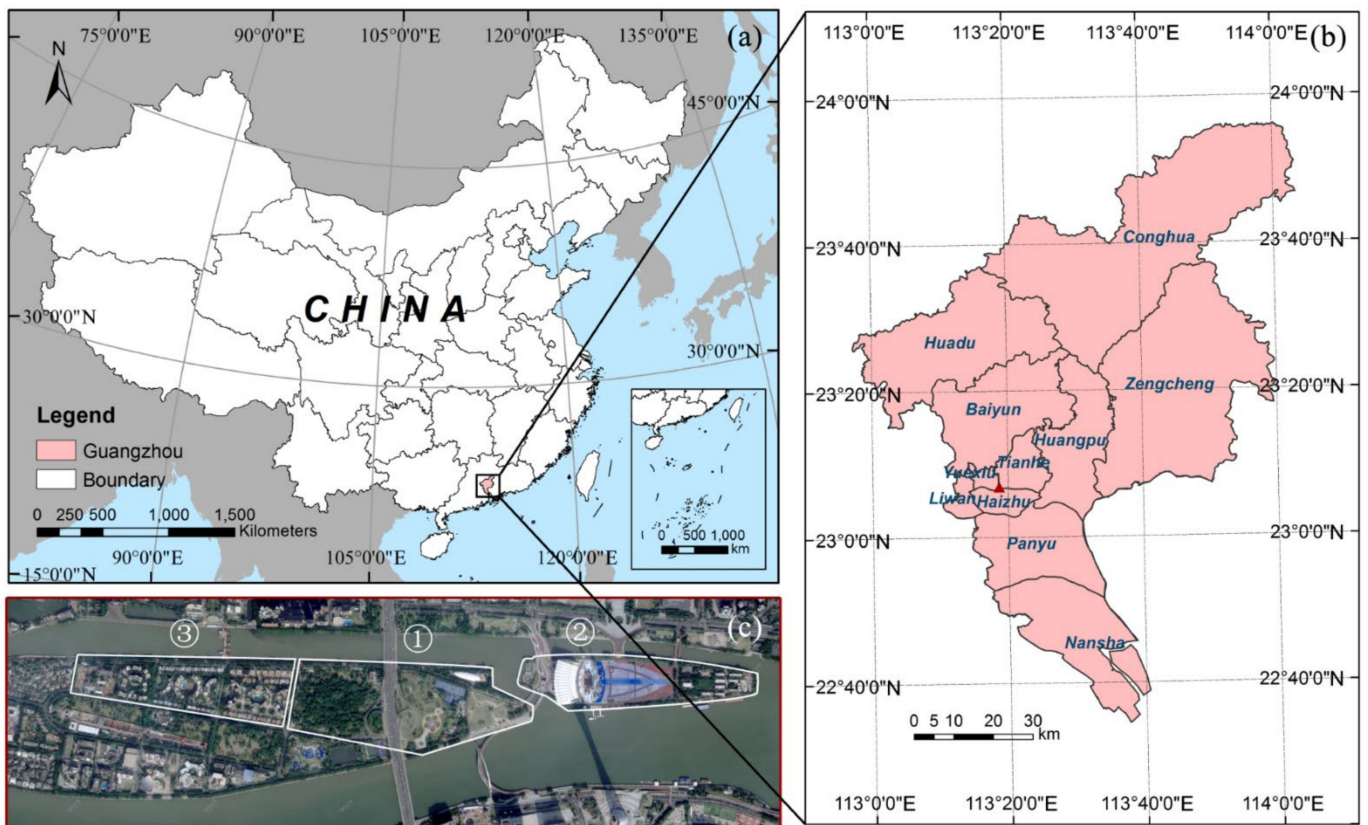 75°0'0"E 90°0'0"E 105°0'0"E 120°0'0"E 135°0'0"E
(a)
N
45°0'0"N
CHINA
30°0'0"N
30°0'0"N
Legend
Guangzhou
Boundary
0 250 500 1,000 1,500
Kilometers
0 500 1,000
km
15°0'0"N
90°0'0"E 105°0'0"E 120°0'0"E
③ ① ② (c)
113°0'0"E 113°20'0"E 113°40'0"E 114°0'0"E
(b)
24°0'0"N 24°0'0"N
Conghua
23°40'0"N 23°40'0"N
Huadu
Zengcheng
23°20'0"N 23°20'0"N
Baiyun
Huangpu
Tianhe
Yuexiu
Liwan Haizhu
23°0'0"N 23°0'0"N
Panyu
Nansha
22°40'0"N 22°40'0"N
0 5 10 20 30
km
113°0'0"E 113°20'0"E 113°40'0"E 114°0'0"E